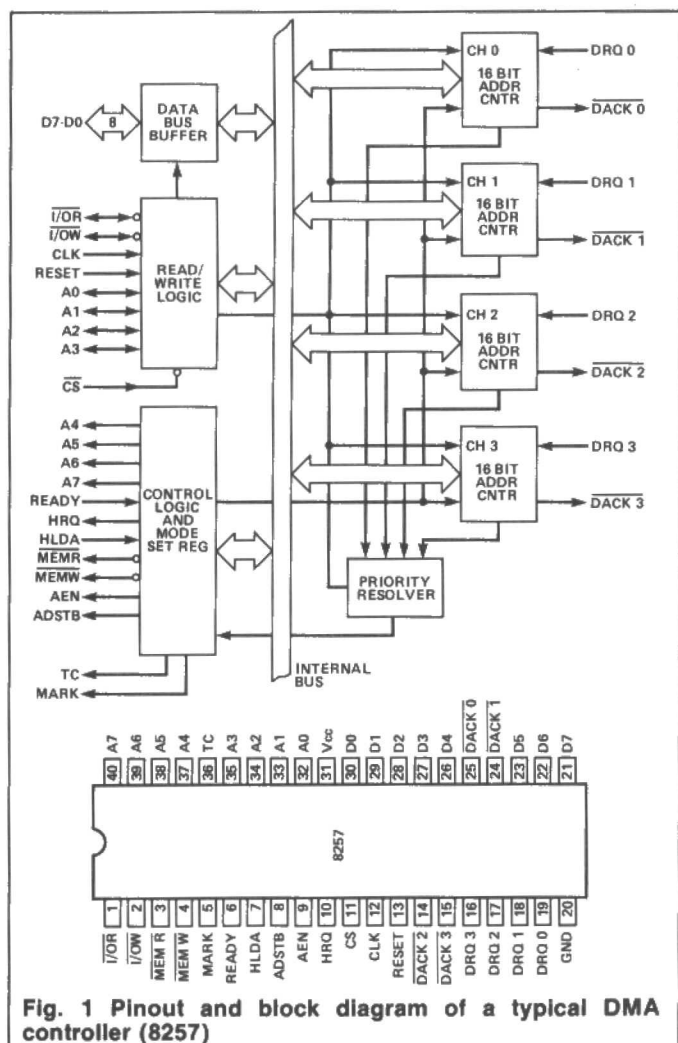 CH 0
16 BIT
ADDR
CNTR
DRQ 0
DACK 0
D7-D0
8
DATA
BUS
BUFFER
CH 1
16 BIT
ADDR
CNTR
DRQ 1
DACK 1
I/OR
I/OW
CLK
RESET
A0
A1
A2
A3
CS
READ/
WRITE
LOGIC
CH 2
16 BIT
ADDR
CNTR
DRQ 2
DACK 2
A4
A5
A6
A7
READY
HRQ
HLDA
MEMR
MEMW
AEN
ADSTB
TC
MARK
CONTROL
LOGIC
AND
MODE
SET REG
CH 3
16 BIT
ADDR
CNTR
DRQ 3
DACK 3
PRIORITY
RESOLVER
INTERNAL
BUS
A7 A6 A5 A4 TC A3 A2 A1 A0 Vcc D0 D1 D2 D3 D4 DACK 0 DACK 1 D5 D6 D7
40 39 38 37 36 35 34 33 32 31 30 29 28 27 26 25 24 23 22 21
8257
1 2 3 4 5 6 7 8 9 10 11 12 13 14 15 16 17 18 19 20
I/OR I/OW MEM R MEM W MARK READY HLDA ADSTB AEN HRQ CS CLK RESET DACK 2 DACK 3 DRQ 3 DRQ 2 DRQ 1 DRQ 0 GND
Fig. 1 Pinout and block diagram of a typical DMA
controller (8257)